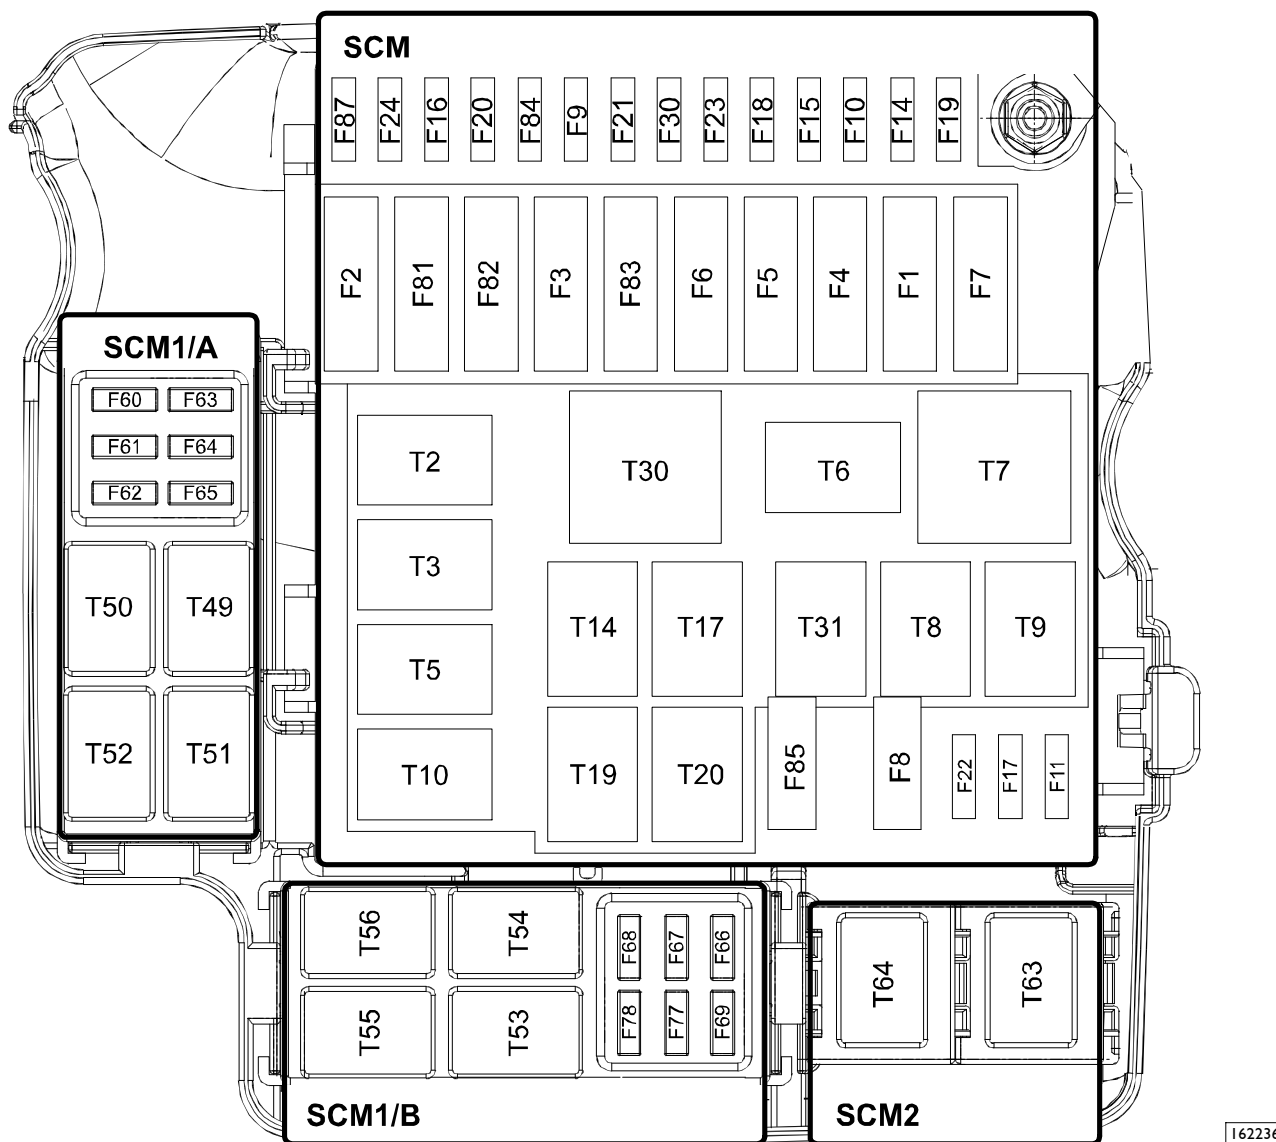 SCM
F87 F24 F16 F20 F84 F9 F21 F30 F23 F18 F15 F10 F14 F19
F2 F81 F82 F3 F83 F6 F5 F4 F1 F7
SCM1/A
F60 F63
F61 F64
F62 F65
T50 T49
T52 T51
T2 T30 T6 T7
T3
T14 T17 T31 T8 T9
T5
T10 T19 T20 F85 F8 F22 F17 F11
T56 T54 F68 F67 F66
T55 T53 F78 F77 F69
SCM1/B
T64 T63
SCM2
162236